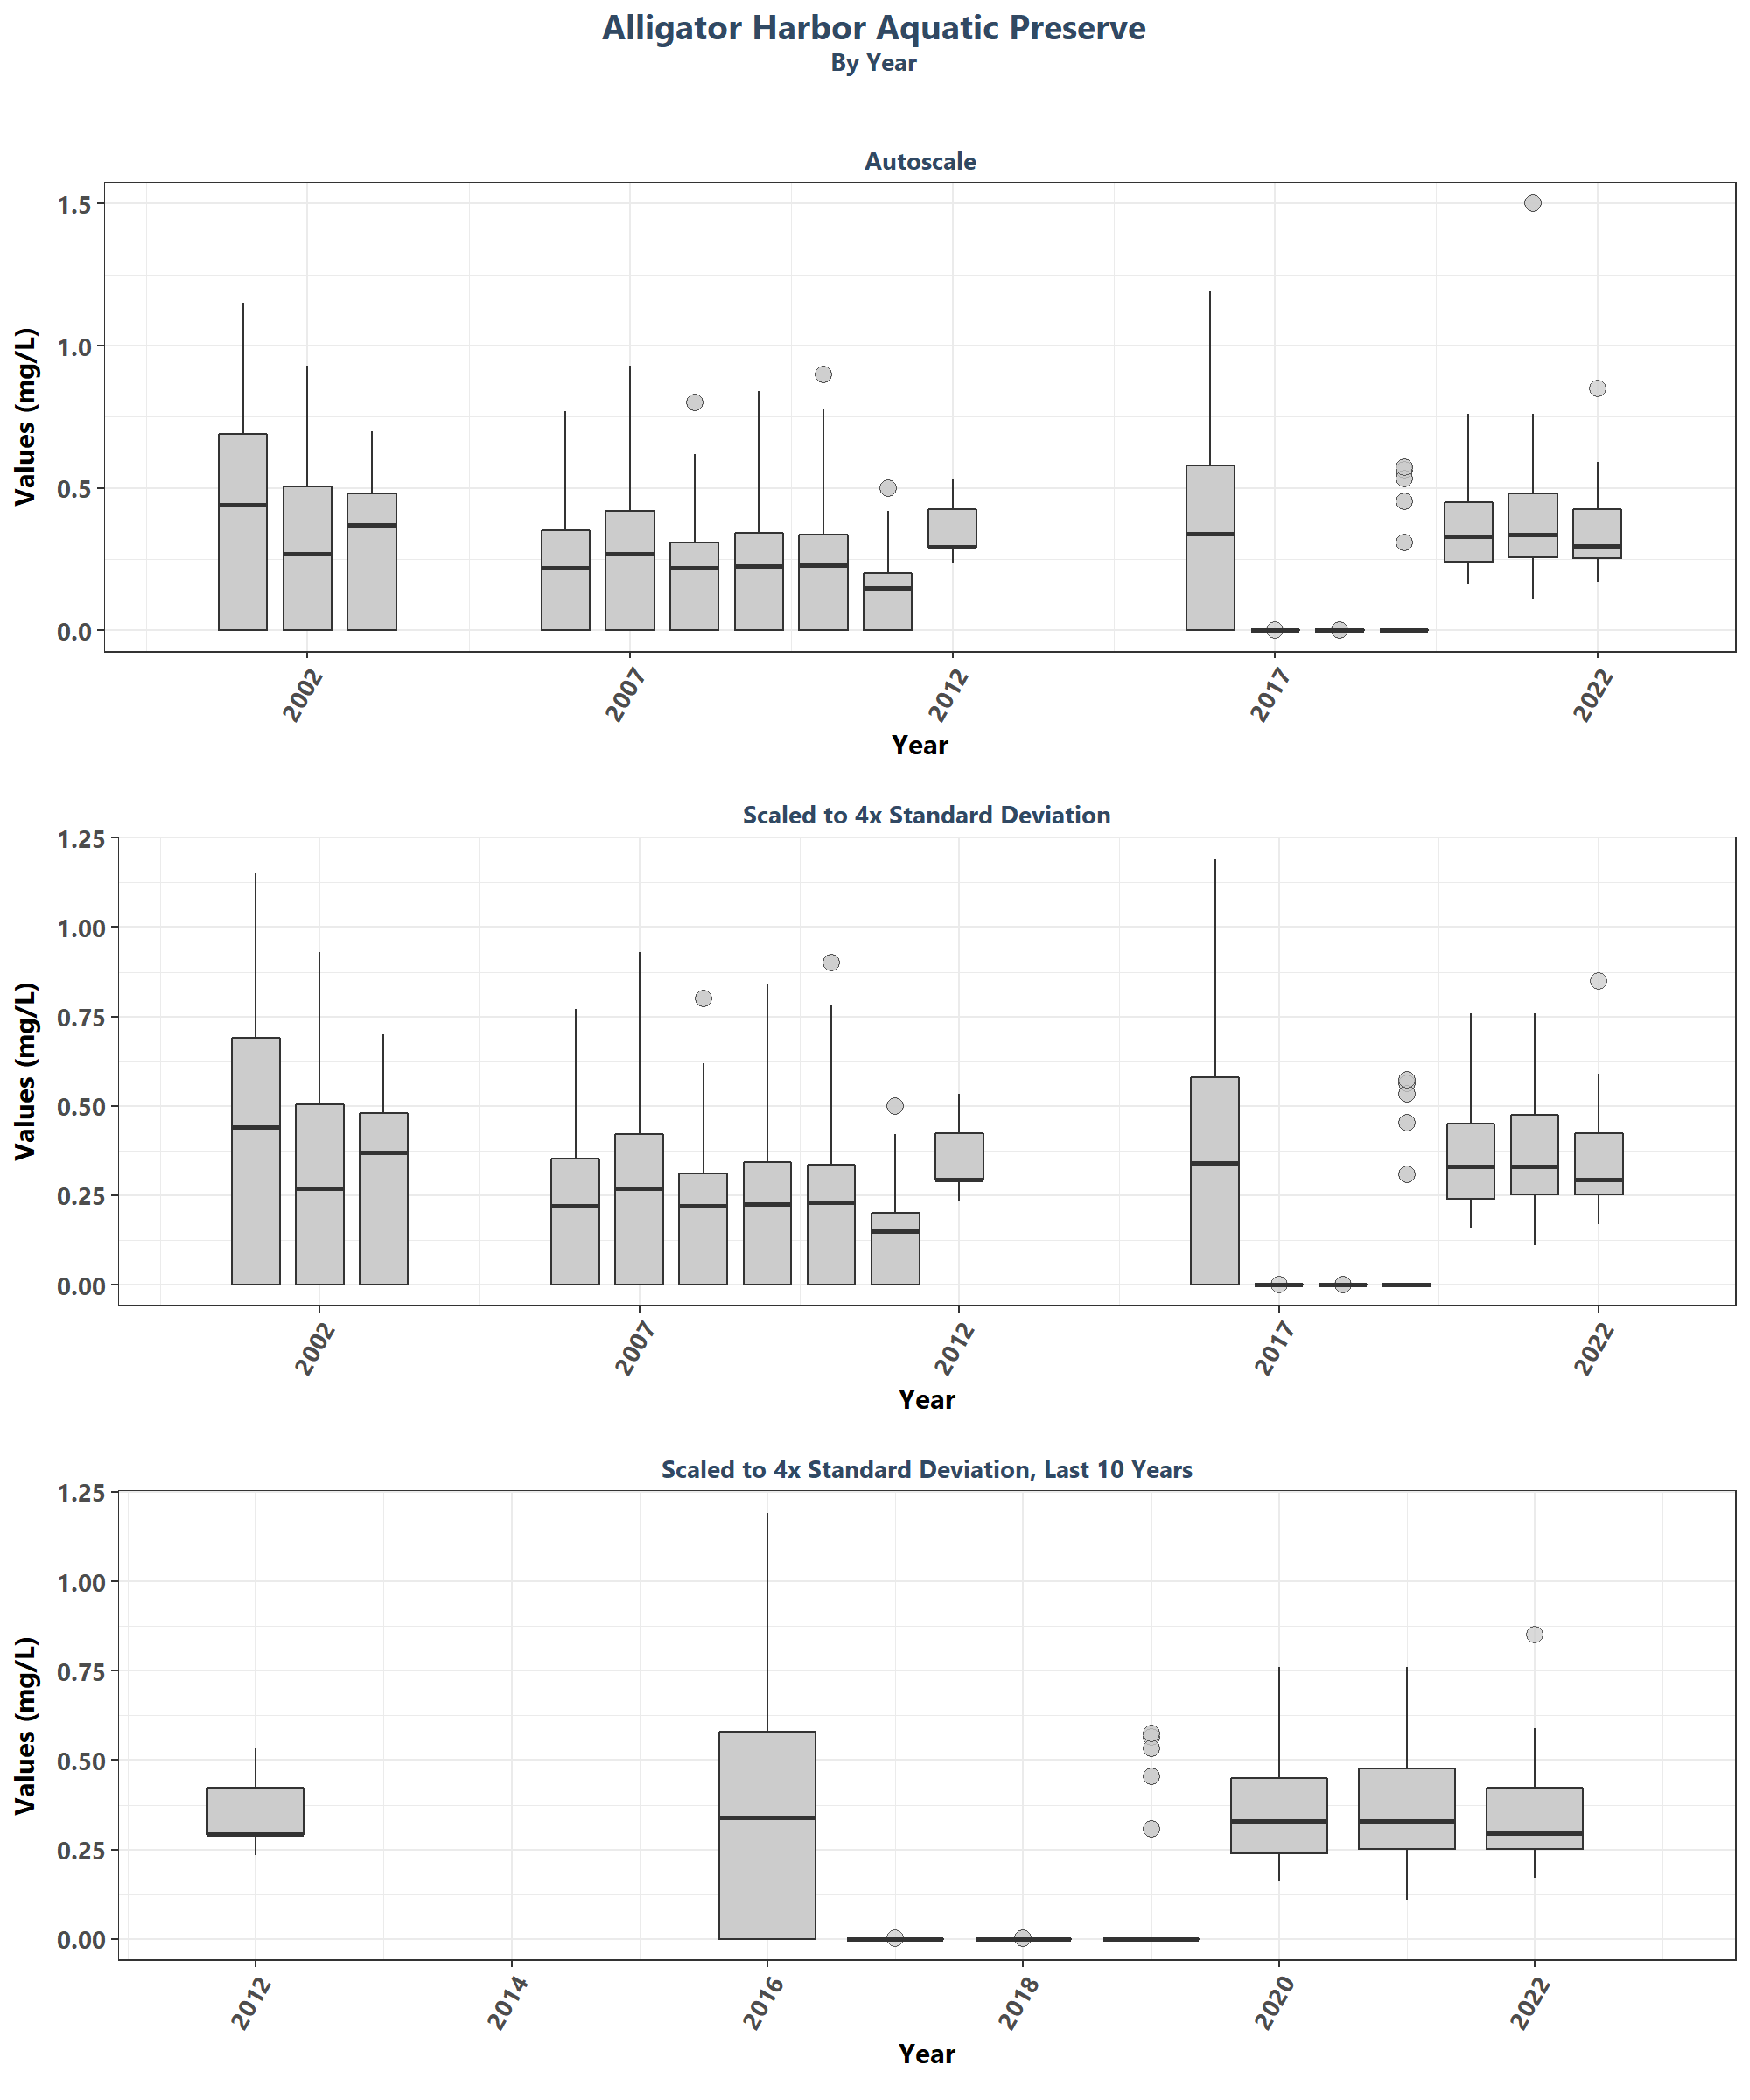 Alligator Harbor Aquatic Preserve
By Year
Autoscale
Values (mg/L)
1.5
1.0
0.5
0.0
2002 2007 2012 2017 2022
Year
Scaled to 4x Standard Deviation
Values (mg/L)
1.25
1.00
0.75
0.50
0.25
0.00
2002 2007 2012 2017 2022
Year
Scaled to 4x Standard Deviation, Last 10 Years
Values (mg/L)
1.25
1.00
0.75
0.50
0.25
0.00
2012 2014 2016 2018 2020 2022
Year